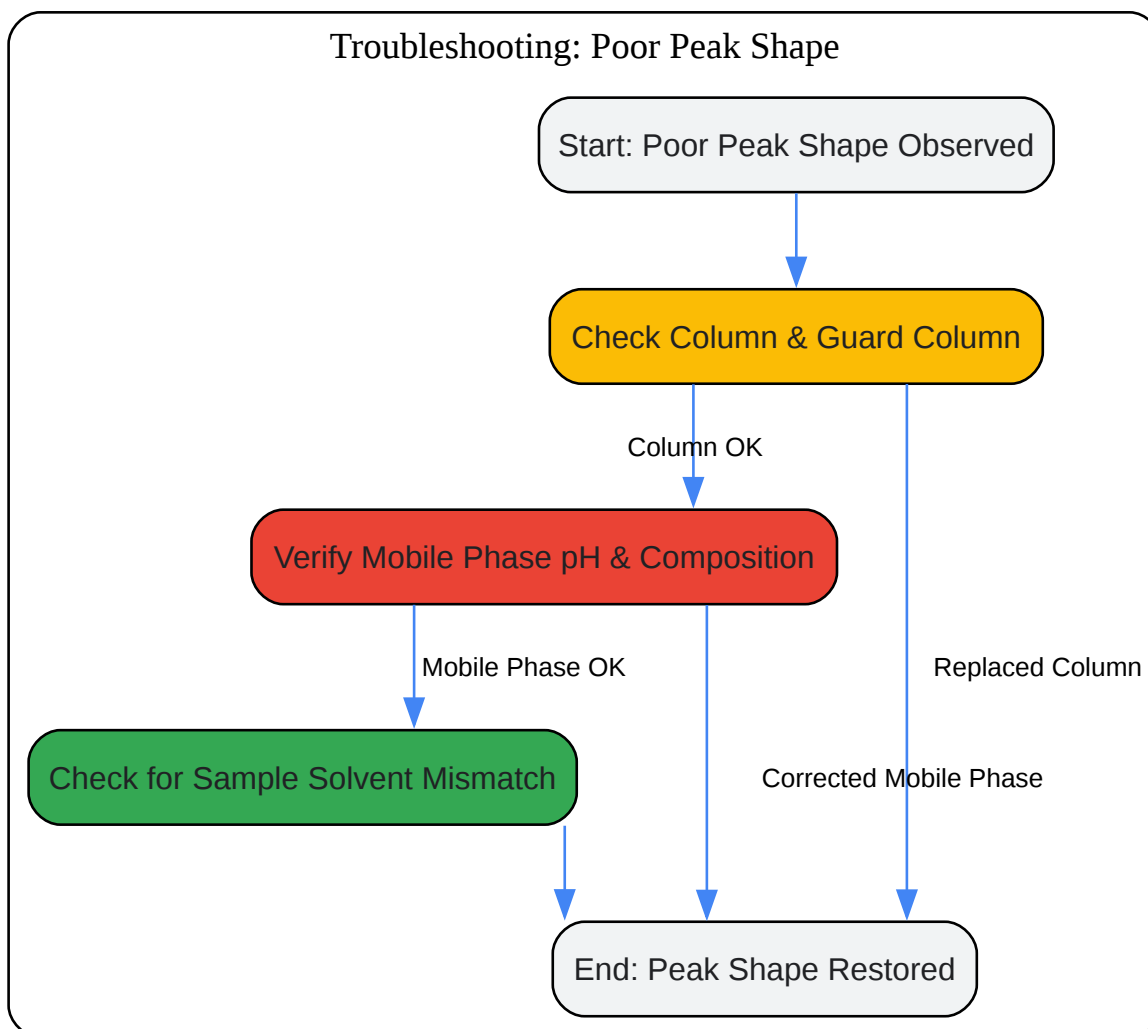 Troubleshooting: Poor Peak Shape
Start: Poor Peak Shape Observed
Check Column & Guard Column
Column OK
Verify Mobile Phase pH & Composition
Mobile Phase OK
Replaced Column
Check for Sample Solvent Mismatch
Corrected Mobile Phase
End: Peak Shape Restored